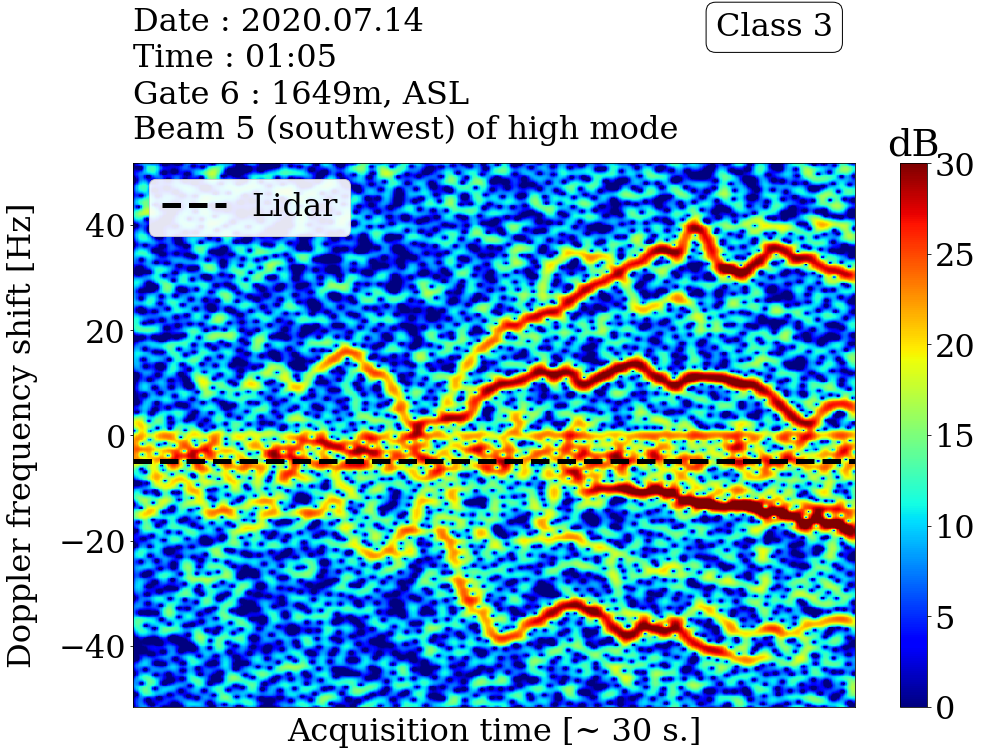 Date : 2020.07.14
Time : 01:05
Gate 6 : 1649m, ASL
Beam 5 (southwest) of high mode
Class 3
dB
Lidar
Doppler frequency shift [Hz]
40
20
0
−20
−40
Acquisition time [~ 30 s.]
30
25
20
15
10
5
0